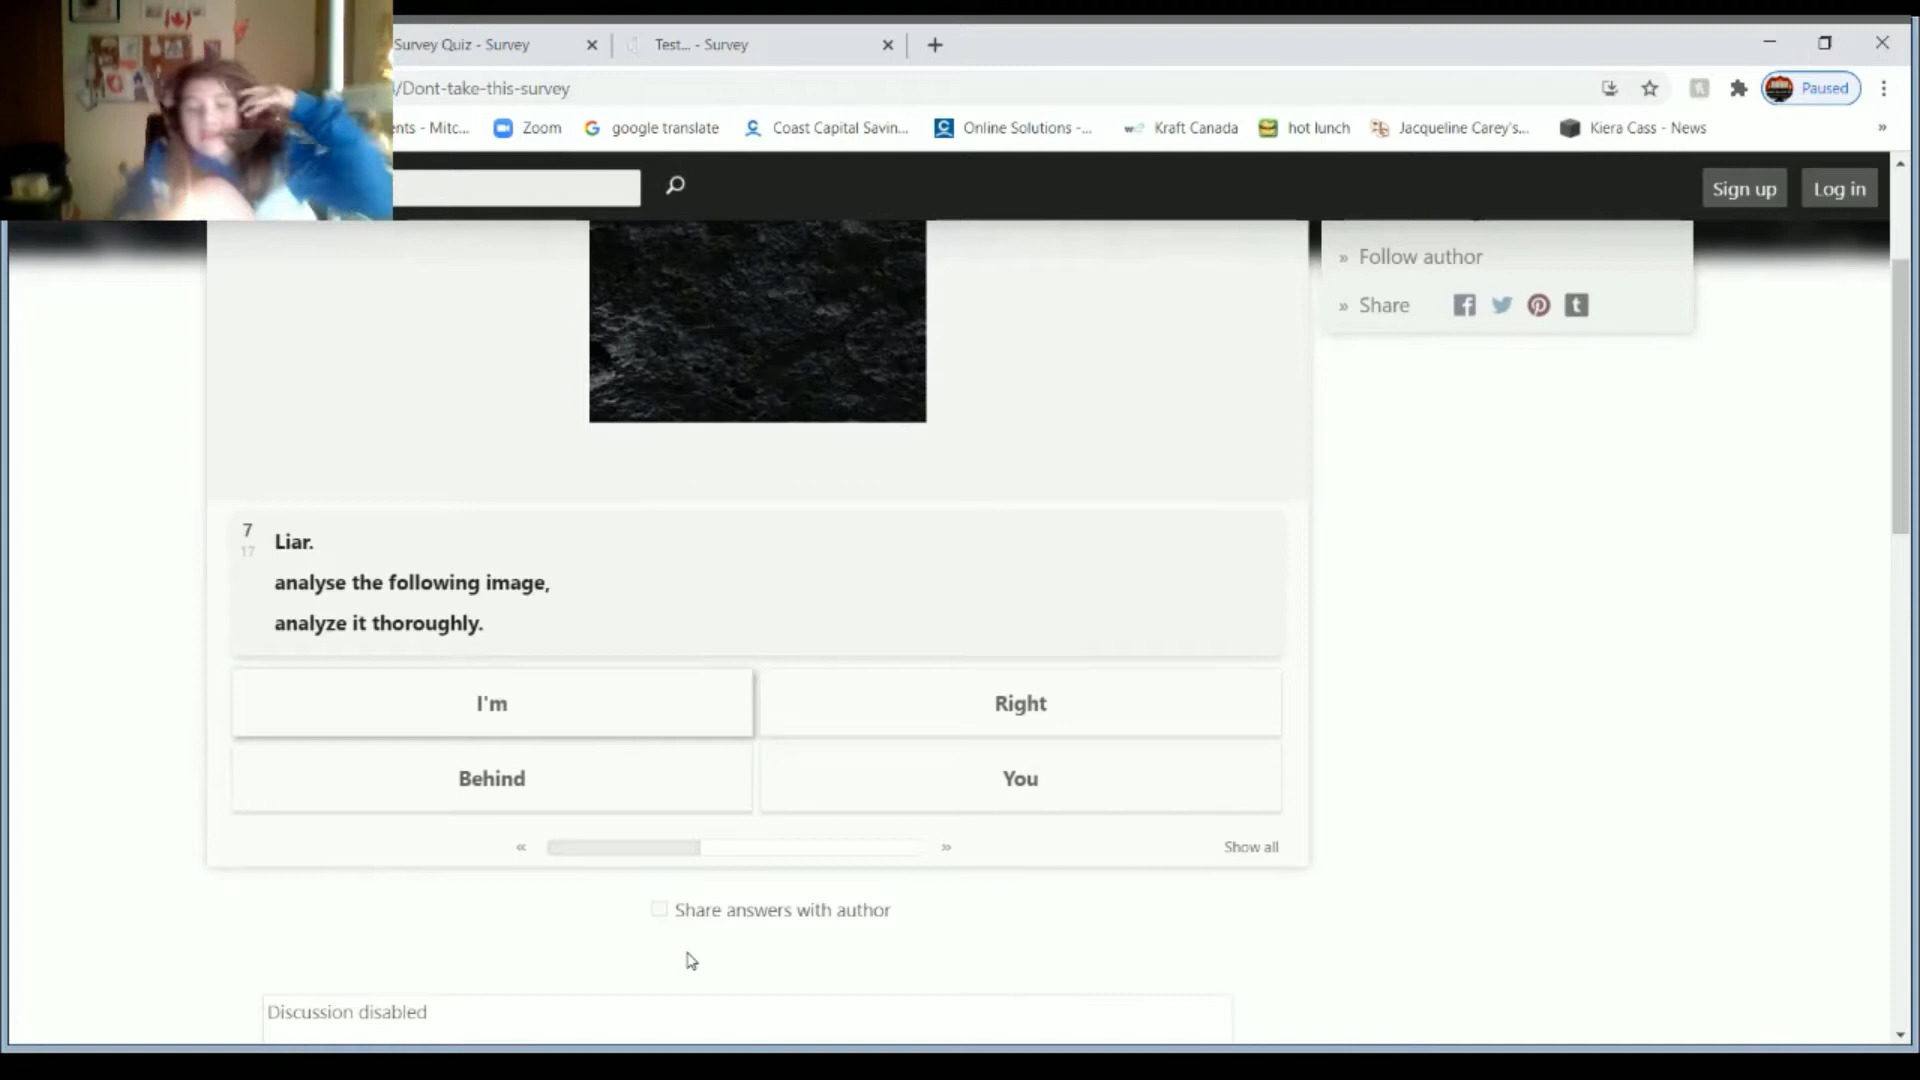 Survey Quiz - Survey
Test... - Survey
/Dont-take-this-survey
Paused
ents - Mitc...
Zoom
google translate
Coast Capital Savin...
Online Solutions -...
Kraft Canada
hot lunch
Jacqueline Carey's...
Kiera Cass - News
»
Sign up
Log in
» Follow author
» Share
7
17
Liar.
analyse the following image,
analyze it thoroughly.
I'm
Right
Behind
You
«
»
Show all
Share answers with author
Discussion disabled